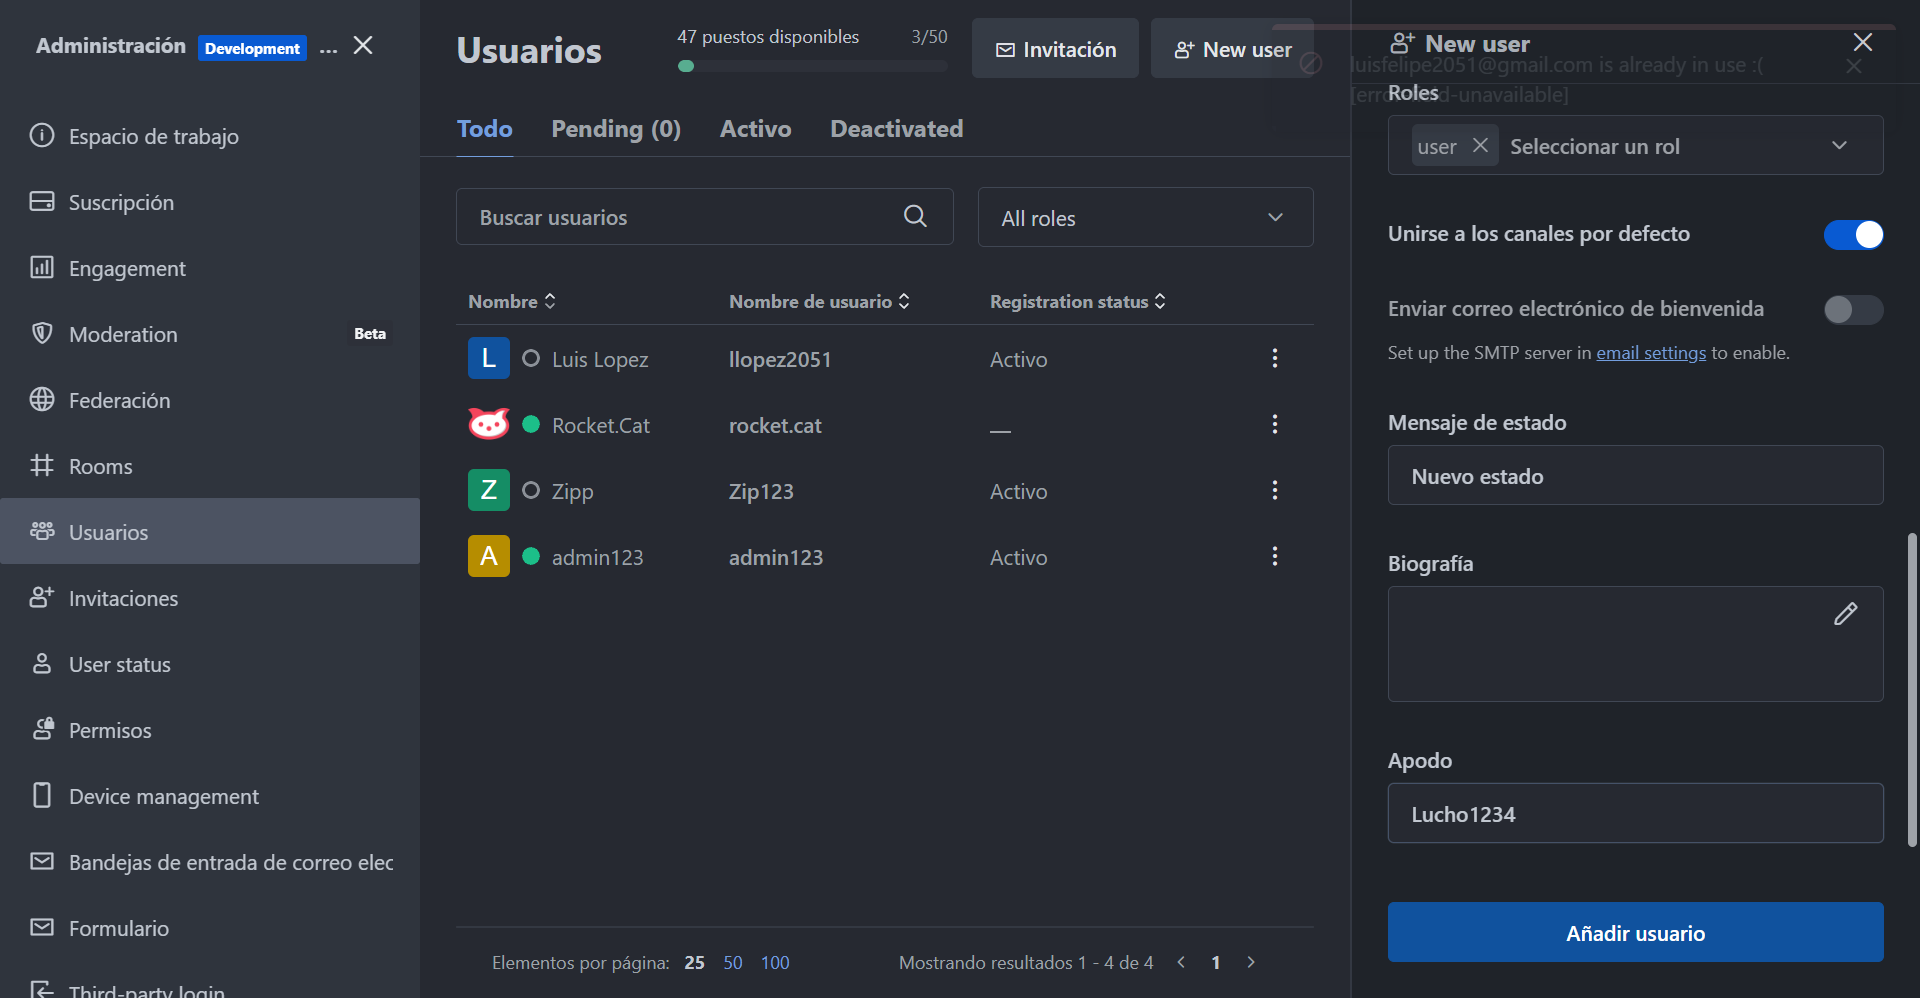 Administración Development ...
Espacio de trabajo
Suscripción
Engagement
Moderation Beta
Federación
Rooms
Usuarios
Invitaciones
User status
Permisos
Device management
Bandejas de entrada de correo elec
Formulario
Third-party login
Usuarios
47 puestos disponibles 3/50
Invitación
New user
Todo Pending (0) Activo Deactivated
Buscar usuarios
All roles
Nombre Nombre de usuario Registration status
L Luis Lopez llopez2051 Activo
Rocket.Cat rocket.cat —
Z Zipp Zip123 Activo
A admin123 admin123 Activo
Elementos por página: 25 50 100
Mostrando resultados 1 - 4 de 4 1
New user
luisfelipe2051@gmail.com is already in use :(
Roles
user Seleccionar un rol
Unirse a los canales por defecto
Enviar correo electrónico de bienvenida
Set up the SMTP server in email settings to enable.
Mensaje de estado
Nuevo estado
Biografía
Apodo
Lucho1234
Añadir usuario